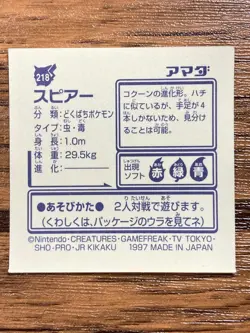 218
スピアー
分類：どくばちポケモン
タイプ：虫・毒
身長：1.0m
体重：29.5kg
進化：────
アマダ
コクーンの進化形。ハチ
に似ているが、手足が4
本しかないため、見分け
ることは可能。
出現
ソフト
赤 緑 青
●あそびかた● 2人対戦で遊びます。
(くわしくは、パッケージのウラを見てネ)
©Nintendo・CREATURES・GAMEFREAK・TV TOKYO・
SHO-PRO・JR KIKAKU 1997 MADE IN JAPAN